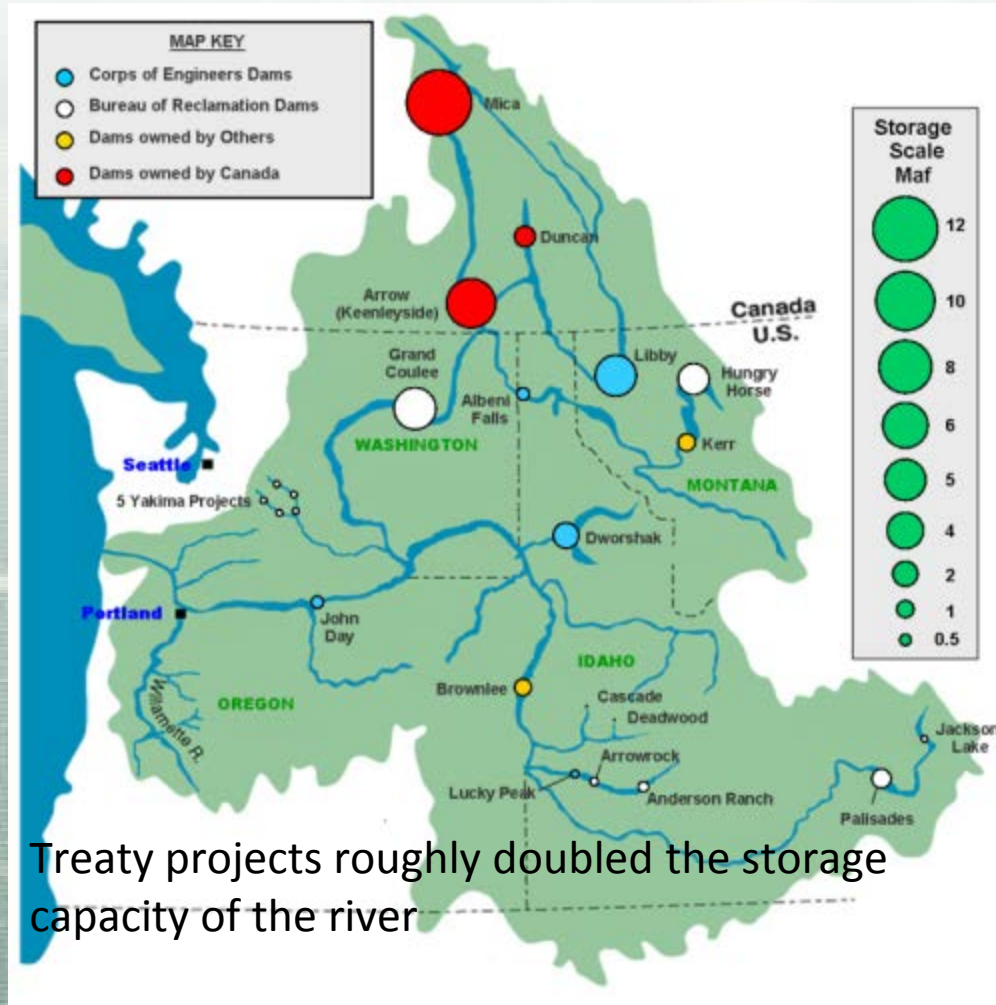 MAP KEY
Corps of Engineers Dams
Bureau of Reclamation Dams
Dams owned by Others
Dams owned by Canada
Storage
Scale
Maf
12
10
8
6
5
4
2
1
0.5
Mica
Duncan
Arrow
(Keenleyside)
Canada
U.S.
Grand
Coulee
Libby
Hungry
Horse
Albeni
Falls
Kerr
WASHINGTON
Seattle
5 Yakima Projects
MONTANA
Dworshak
Portland
John
Day
IDAHO
Brownlee
Cascade
Deadwood
OREGON
Willamette R.
Jackson
Lake
Arrowrock
Lucky Peak
Anderson Ranch
Palisades
Treaty projects roughly doubled the storage
capacity of the river